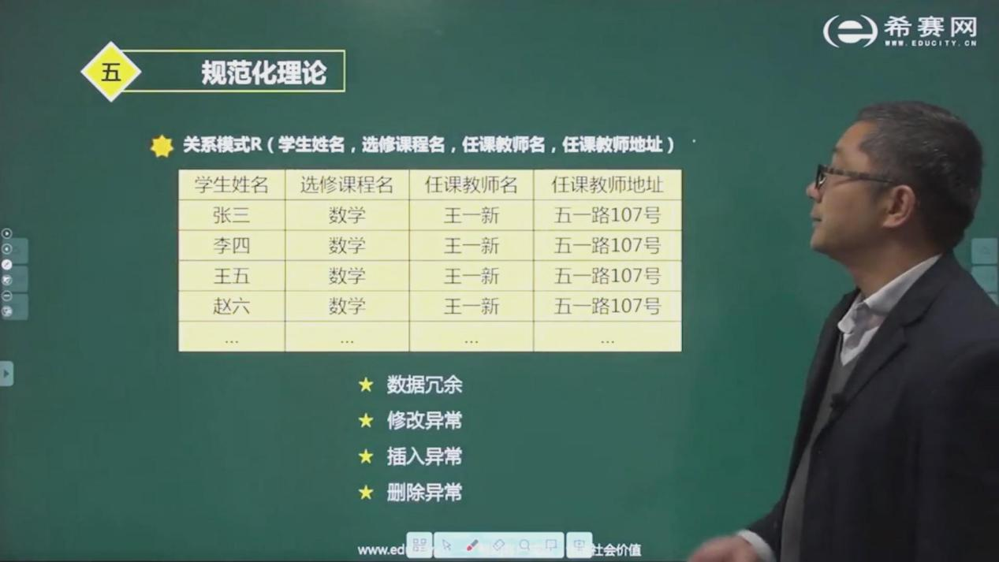 希赛网
WWW.EDUCITY.CN
五 规范化理论
关系模式R（学生姓名，选修课程名，任课教师名，任课教师地址）
学生姓名 选修课程名 任课教师名 任课教师地址
张三 数学 王一新 五一路107号
李四 数学 王一新 五一路107号
王五 数学 王一新 五一路107号
赵六 数学 王一新 五一路107号
... ... ... ...
数据冗余
修改异常
插入异常
删除异常
www.edu 社会价值